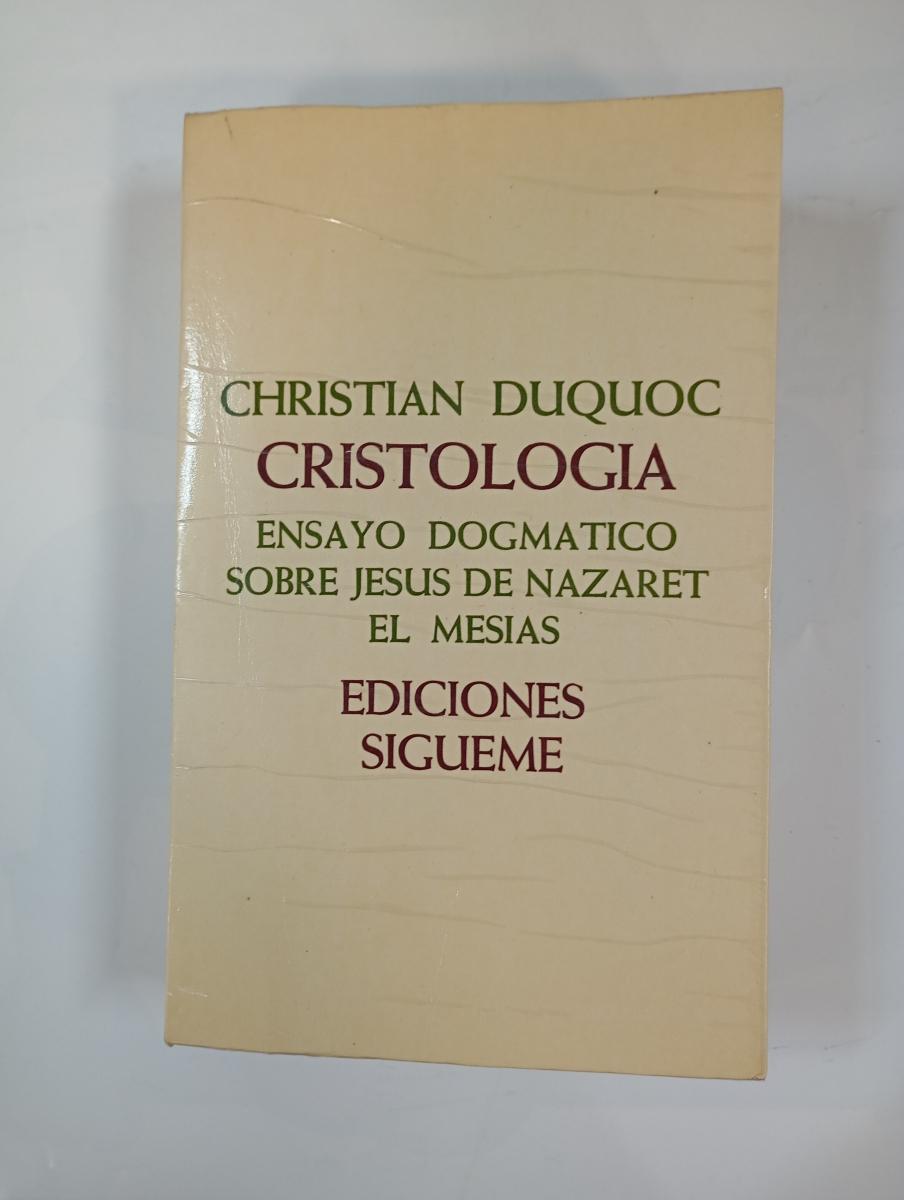 CHRISTIAN DUQUOC
CRISTOLOGIA
ENSAYO DOGMATICO
SOBRE JESUS DE NAZARET
EL MESIAS
EDICIONES
SIGUEME